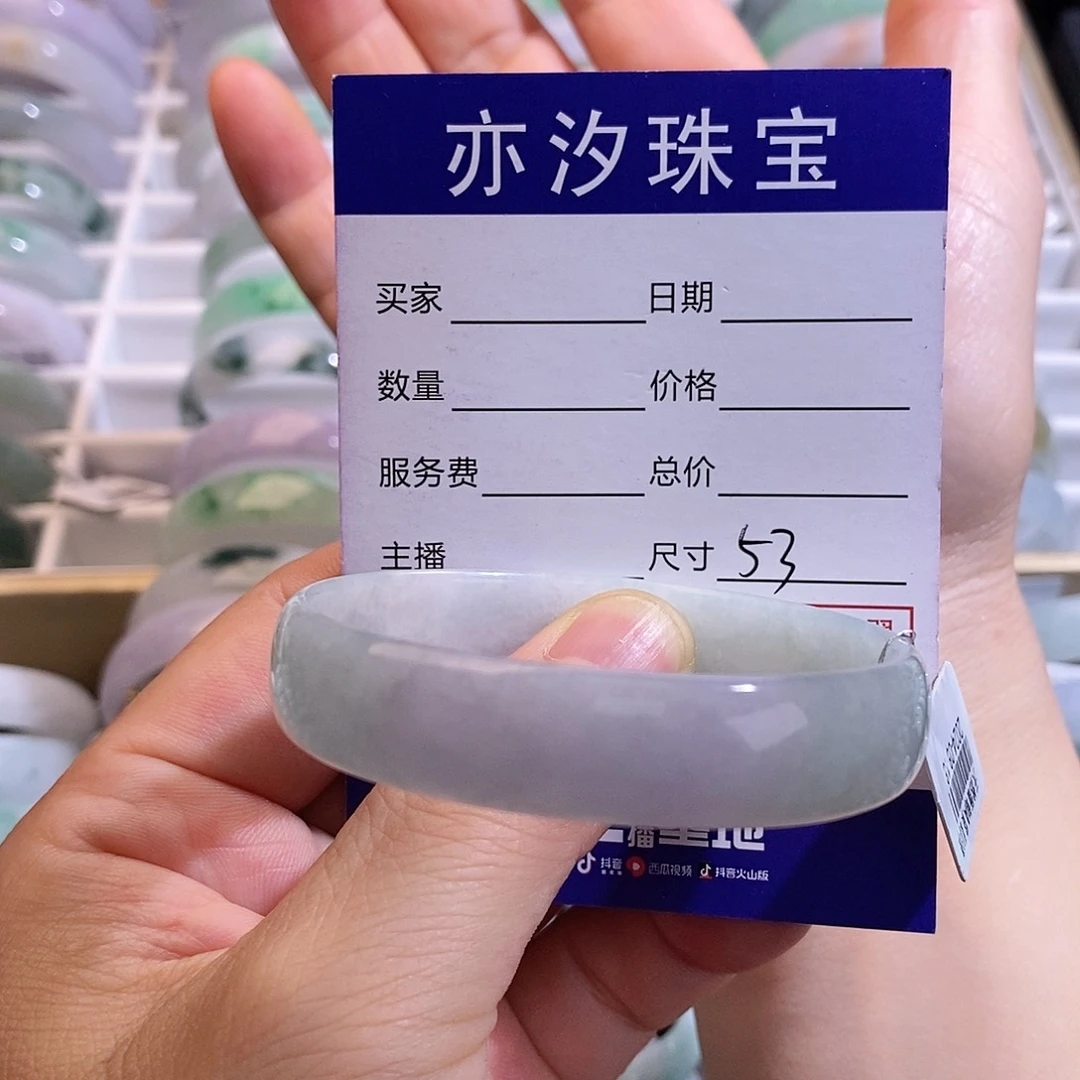 亦汐珠宝
买家 日期
数量 价格
服务费 总价
主播 尺寸 53
播基地
抖音 西瓜视频 抖音火山版